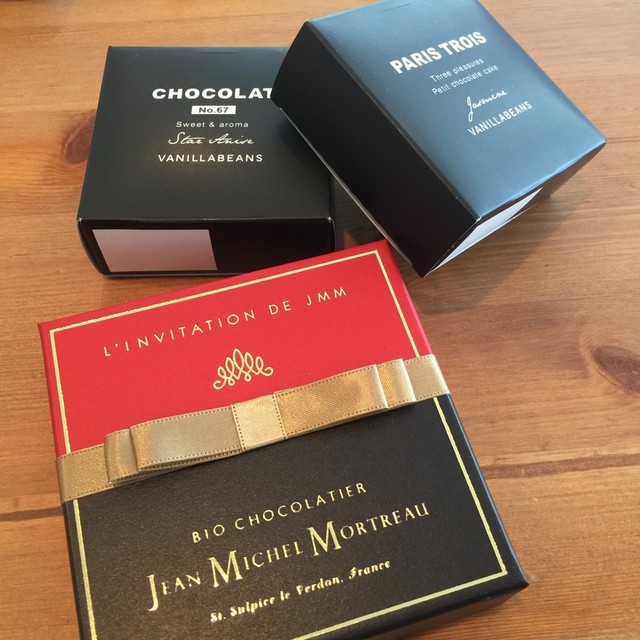 CHOCOLAT
No.67
Sweet & aroma
Star Anise
VANILLABEANS
PARIS TROIS
Three pleasures
Petit chocolate cake
Jasmine
VANILLABEANS
L'INVITATION DE JMM
BIO CHOCOLATIER
JEAN MICHEL MORTREAU
St. Sulpice le Verdon, France